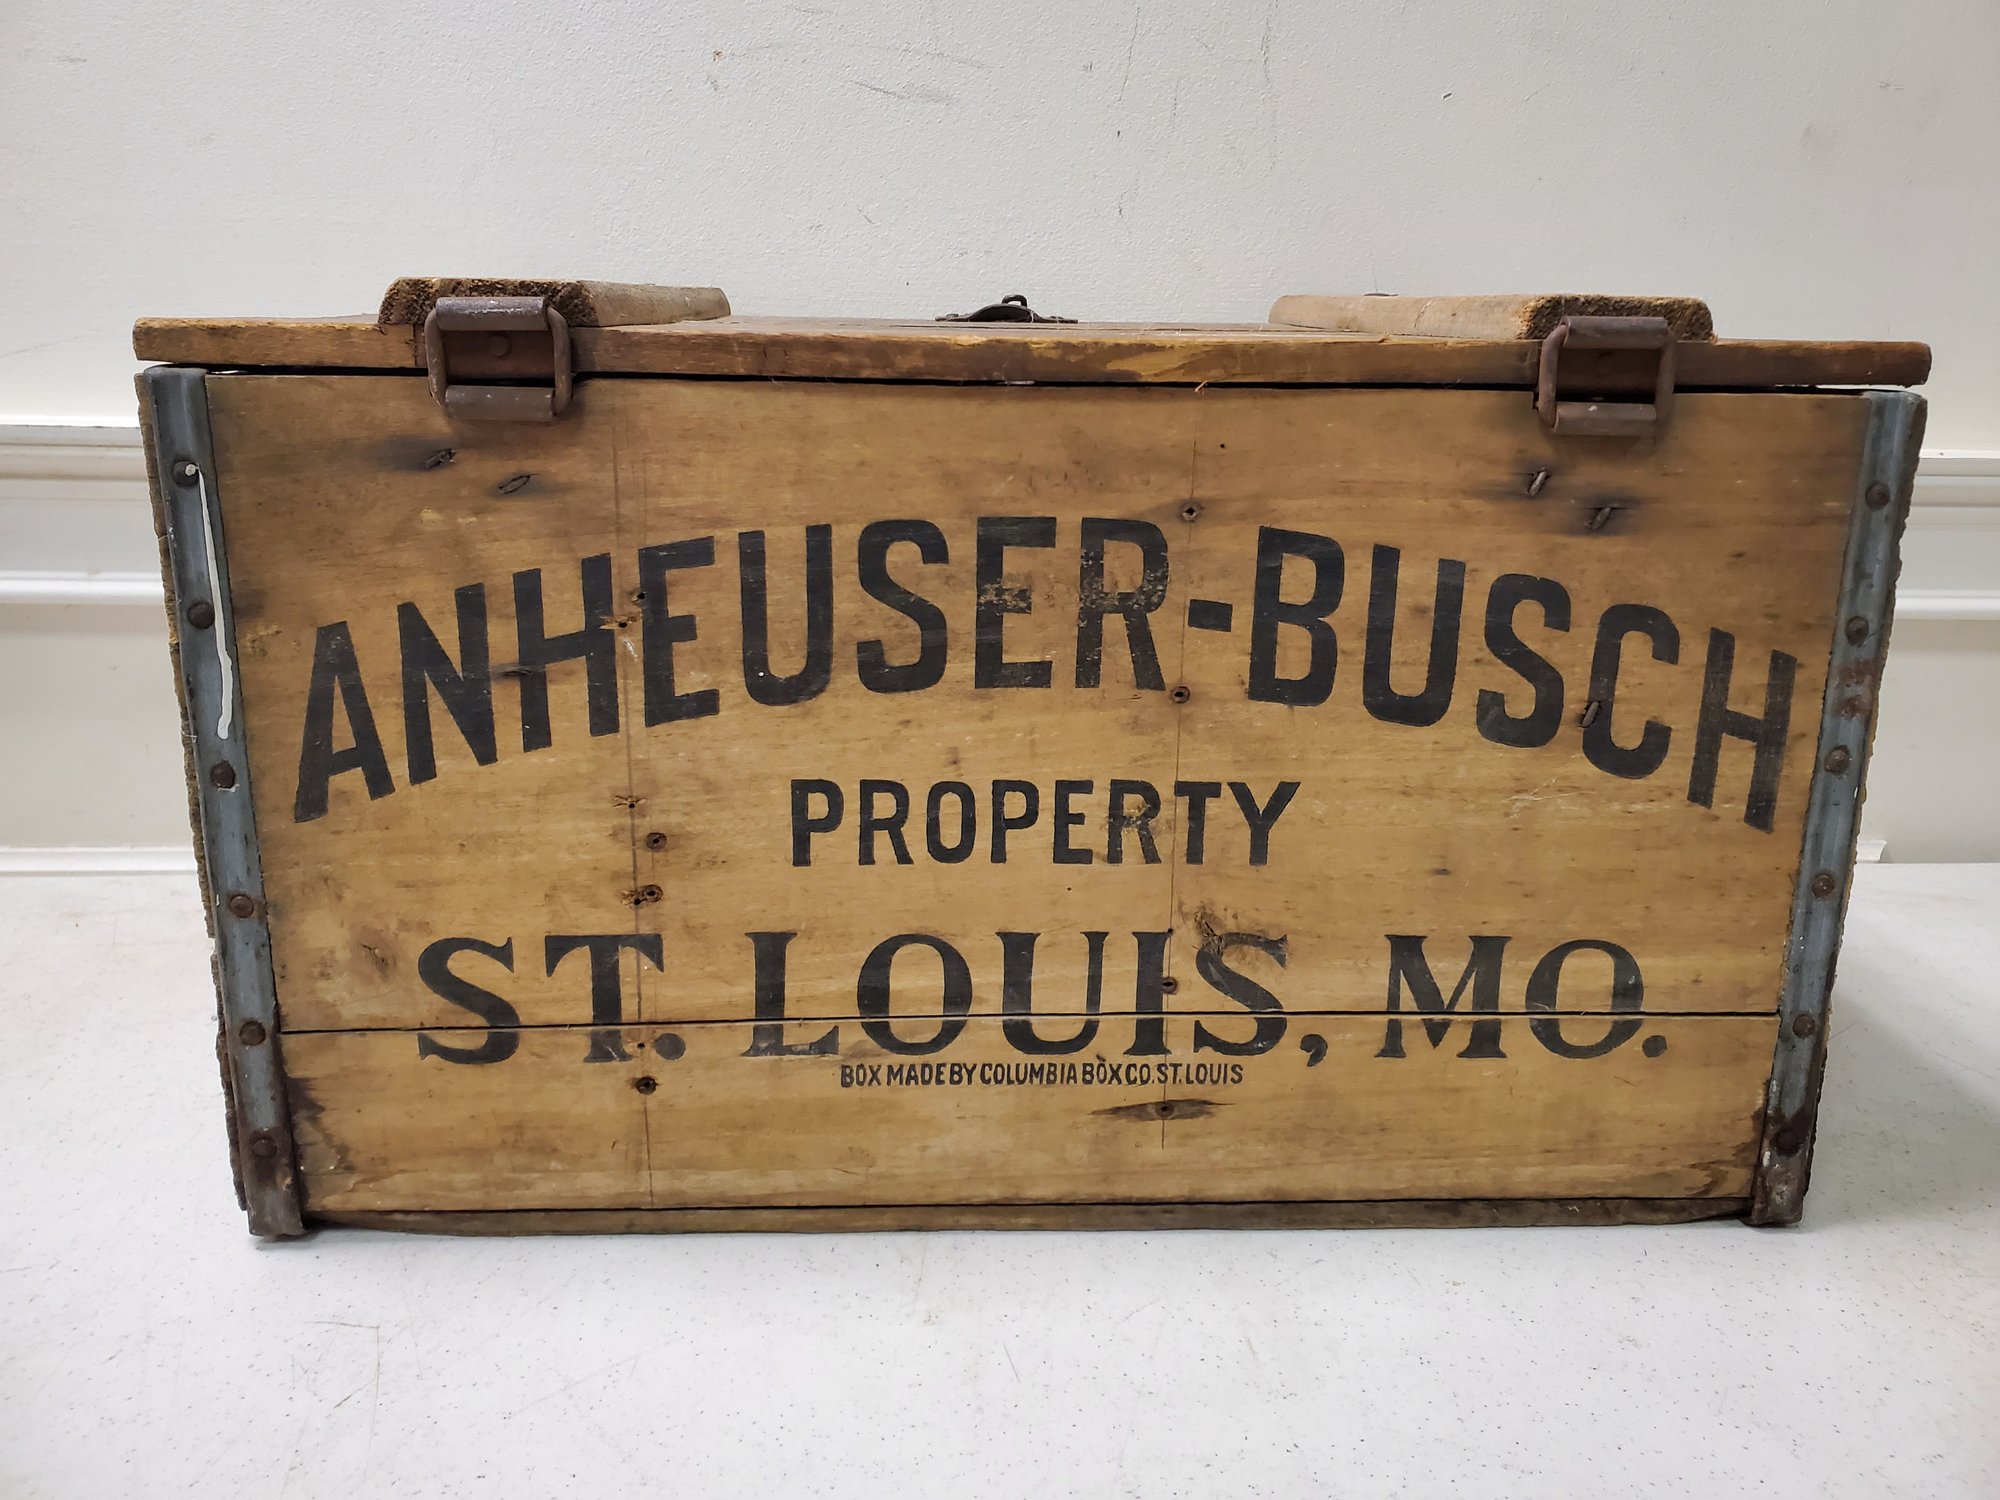 ANHEUSER-BUSCH
PROPERTY
ST. LOUIS, MO.
BOX MADE BY COLUMBIA BOX CO. ST. LOUIS